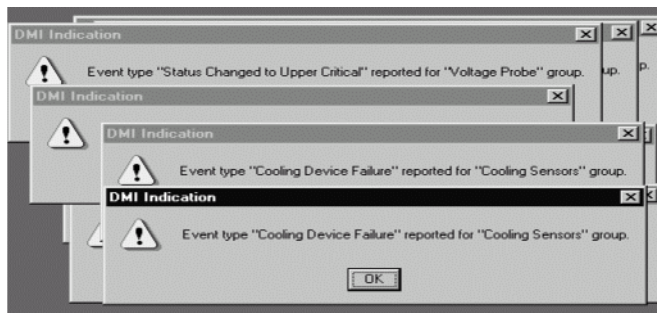 DMI Indication
Event type "Status Changed to Upper Critical" reported for "Voltage Probe" group.
up.
p.
DMI Indication
DMI Indication
Event type "Cooling Device Failure" reported for "Cooling Sensors" group.
DMI Indication
Event type "Cooling Device Failure" reported for "Cooling Sensors" group.
OK